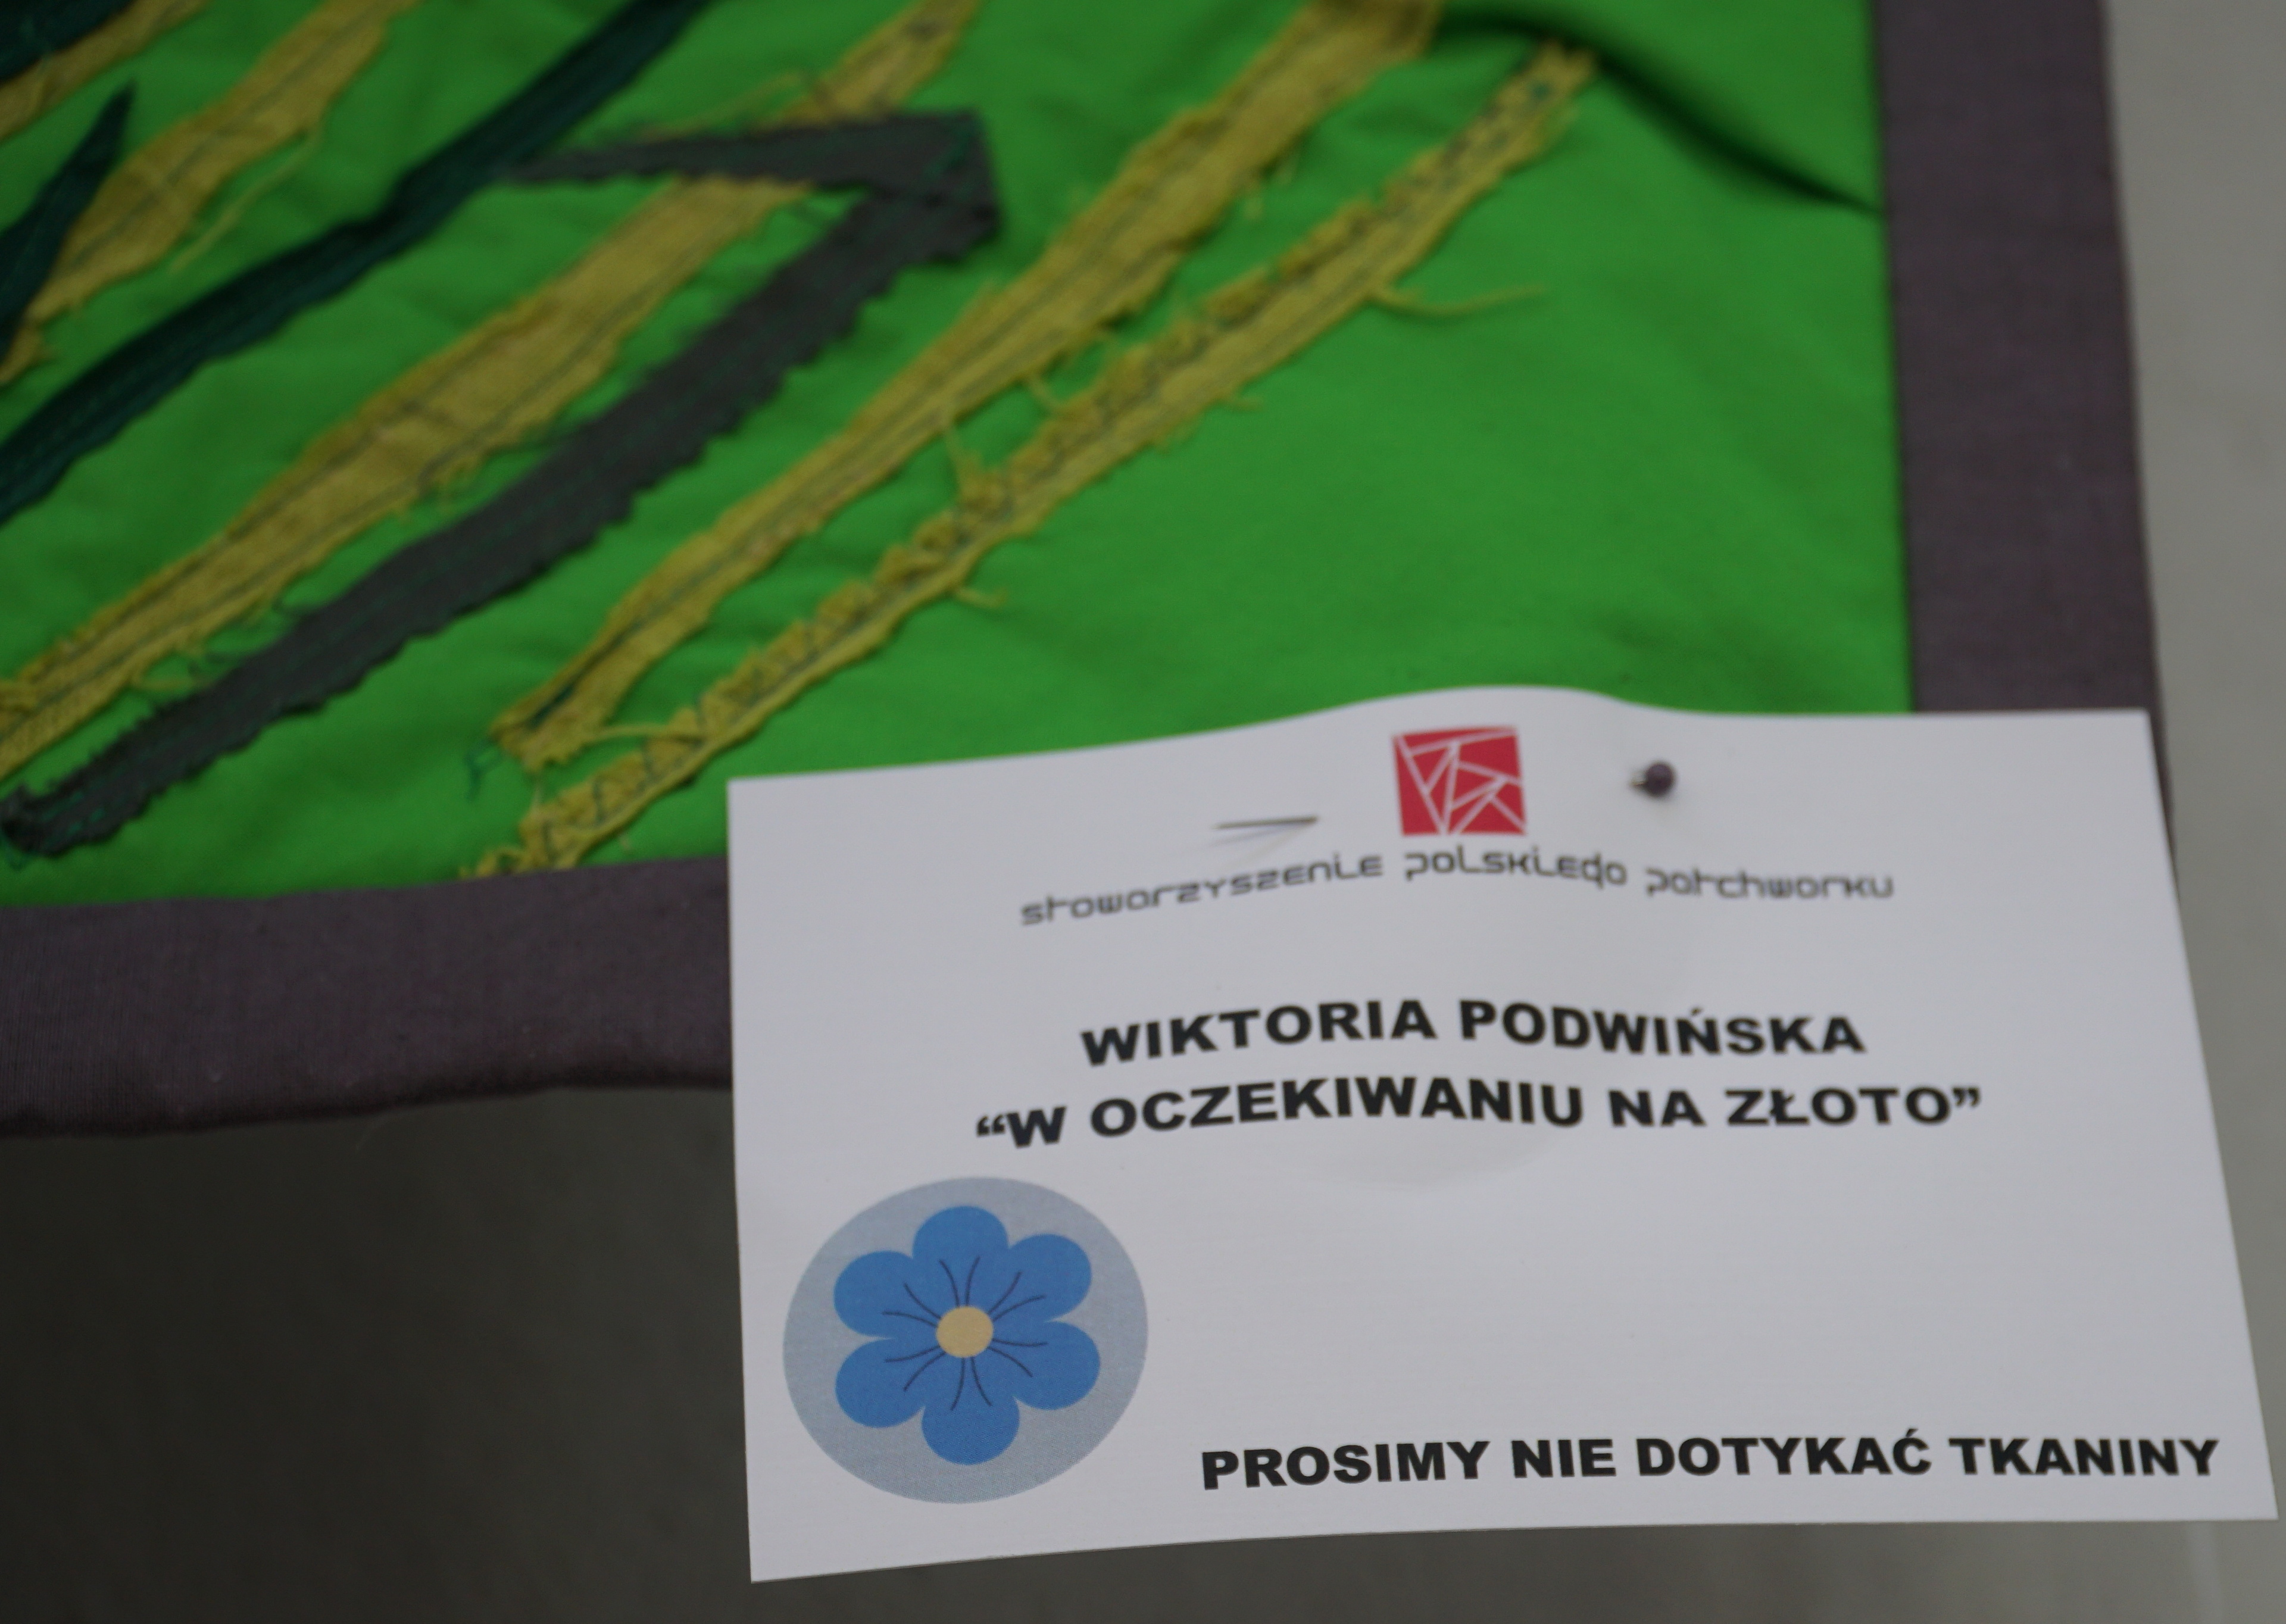 stowarzyszenie polskiego patchworku
WIKTORIA PODWIŃSKA
“W OCZEKIWANIU NA ZŁOTO”
PROSIMY NIE DOTYKAĆ TKANINY